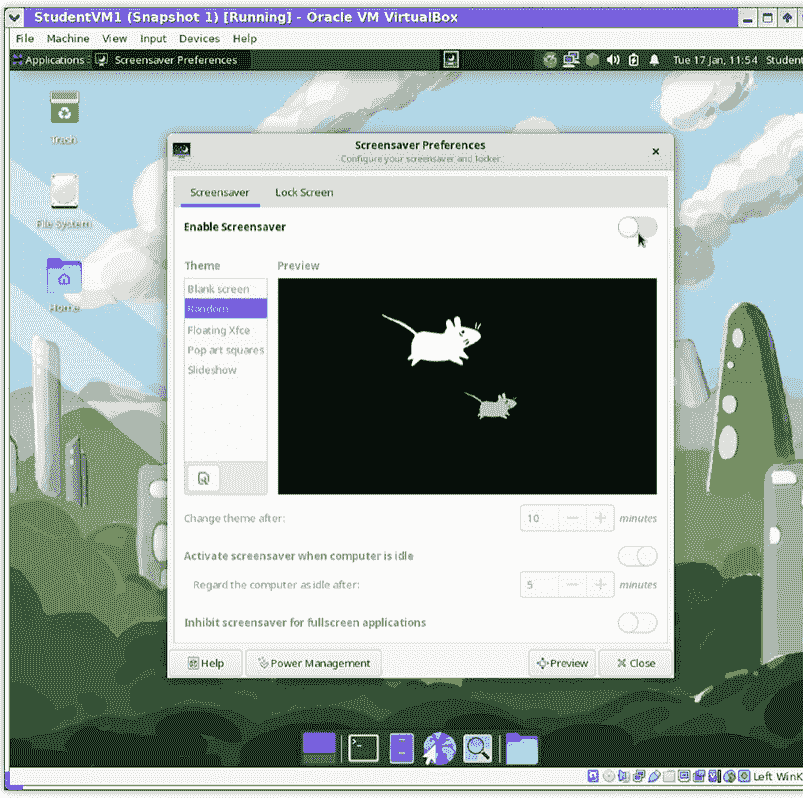 StudentVM1 (Snapshot 1) [Running] - Oracle VM VirtualBox
File Machine View Input Devices Help
Applications Screensaver Preferences Tue 17 Jan, 11:54 Student
Trash
File System
Home
Screensaver Preferences
Configure your screensaver and locker
Screensaver Lock Screen
Enable Screensaver
Theme Preview
Blank screen
Random
Floating Xfce
Pop art squares
Slideshow
Change theme after: 10 minutes
Activate screensaver when computer is idle
Regard the computer as idle after: 5 minutes
Inhibit screensaver for fullscreen applications
Help Power Management Preview Close
Left WinK